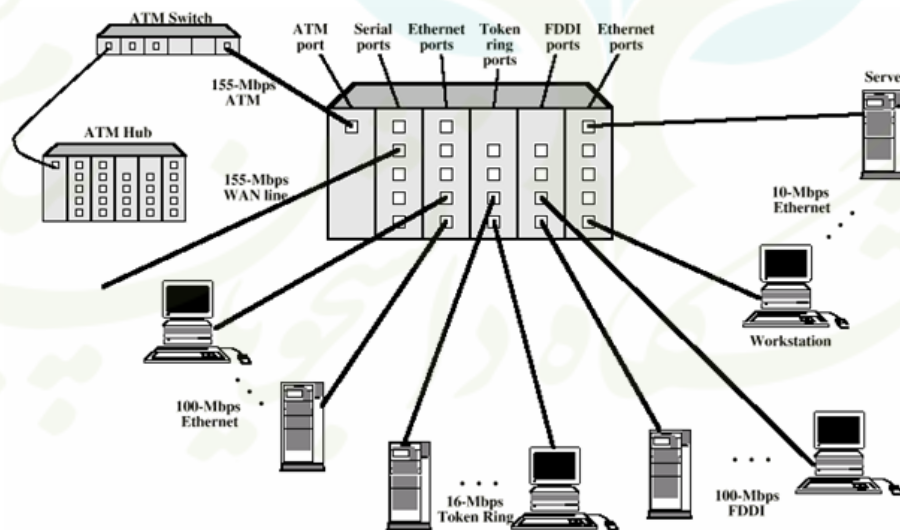 ATM Switch
ATM
port
Serial
ports
Ethernet
ports
Token
ring
ports
FDDI
ports
Ethernet
ports
155-Mbps
ATM
Serve
ATM Hub
155-Mbps
WAN line
10-Mbps
Ethernet
Workstation
100-Mbps
Ethernet
16-Mbps
Token Ring
100-Mbps
FDDI